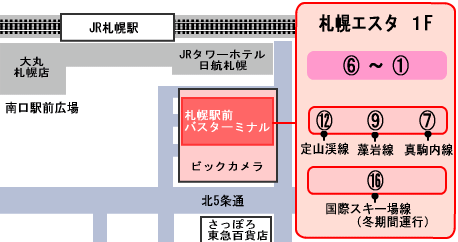 JR札幌駅
大丸
札幌店
JRタワーホテル
日航札幌
南口駅前広場
札幌駅前
バスターミナル
ビックカメラ
北5条通
さっぽろ
東急百貨店
札幌エスタ 1F
⑥ ～ ①
⑫ ⑨ ⑦
定山渓線 藻岩線 真駒内線
⑯
国際スキー場線
（冬期間運行）